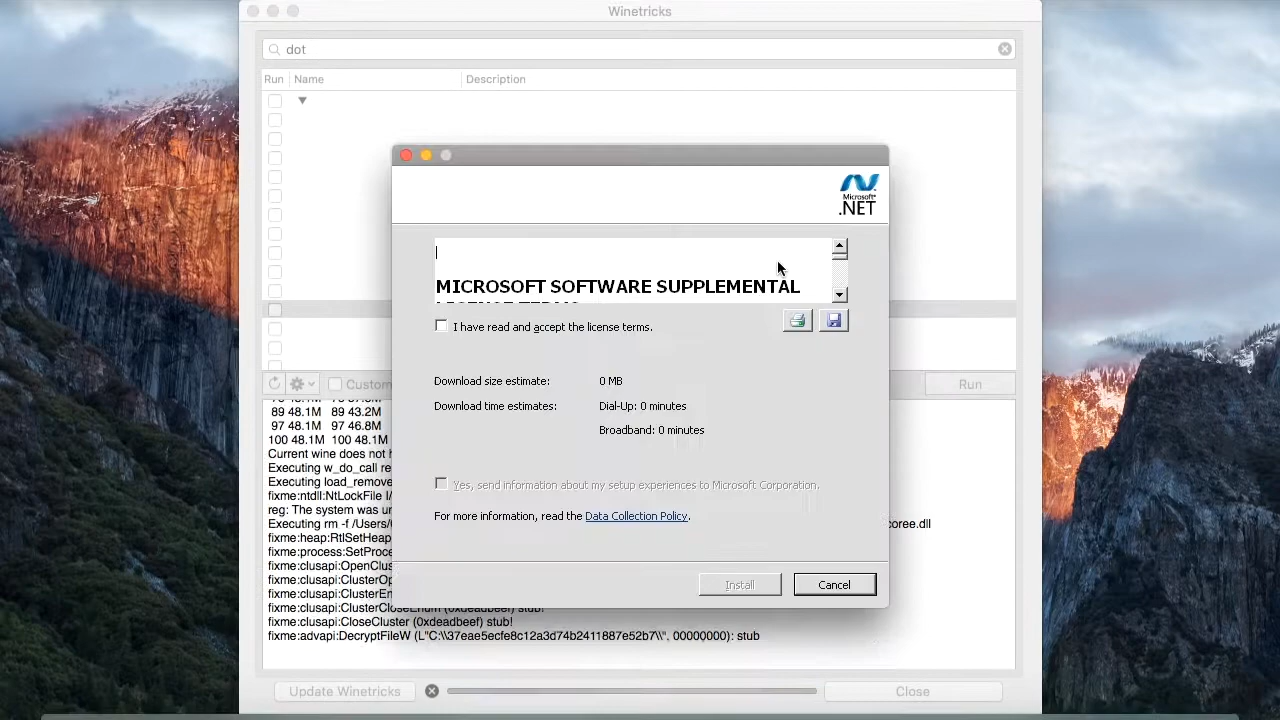 Winetricks
dot
Run Name Description
Microsoft®
.NET
MICROSOFT SOFTWARE SUPPLEMENTAL
I have read and accept the license terms.
Download size estimate: 0 MB
Download time estimates: Dial-Up: 0 minutes
Broadband: 0 minutes
Yes, send information about my setup experiences to Microsoft Corporation.
For more information, read the Data Collection Policy.
Install Cancel
Custom Run
89 48.1M 89 43.2M
97 48.1M 97 46.8M
100 48.1M 100 48.1M
Current wine does not h
Executing w_do_call re
Executing load_remove
fixme:ntdll:NtLockFile I/
reg: The system was un
Executing rm -f /Users/ coree.dll
fixme:heap:RtlSetHeap
fixme:process:SetProce
fixme:clusapi:OpenClus
fixme:clusapi:ClusterOp
fixme:clusapi:ClusterEn
fixme:clusapi:ClusterCloseEnum (0xdeadbeef) stub!
fixme:clusapi:CloseCluster (0xdeadbeef) stub!
fixme:advapi:DecryptFileW (L"C:\\37eae5ecfe8c12a3d74b2411887e52b7\\", 00000000): stub
Update Winetricks Close